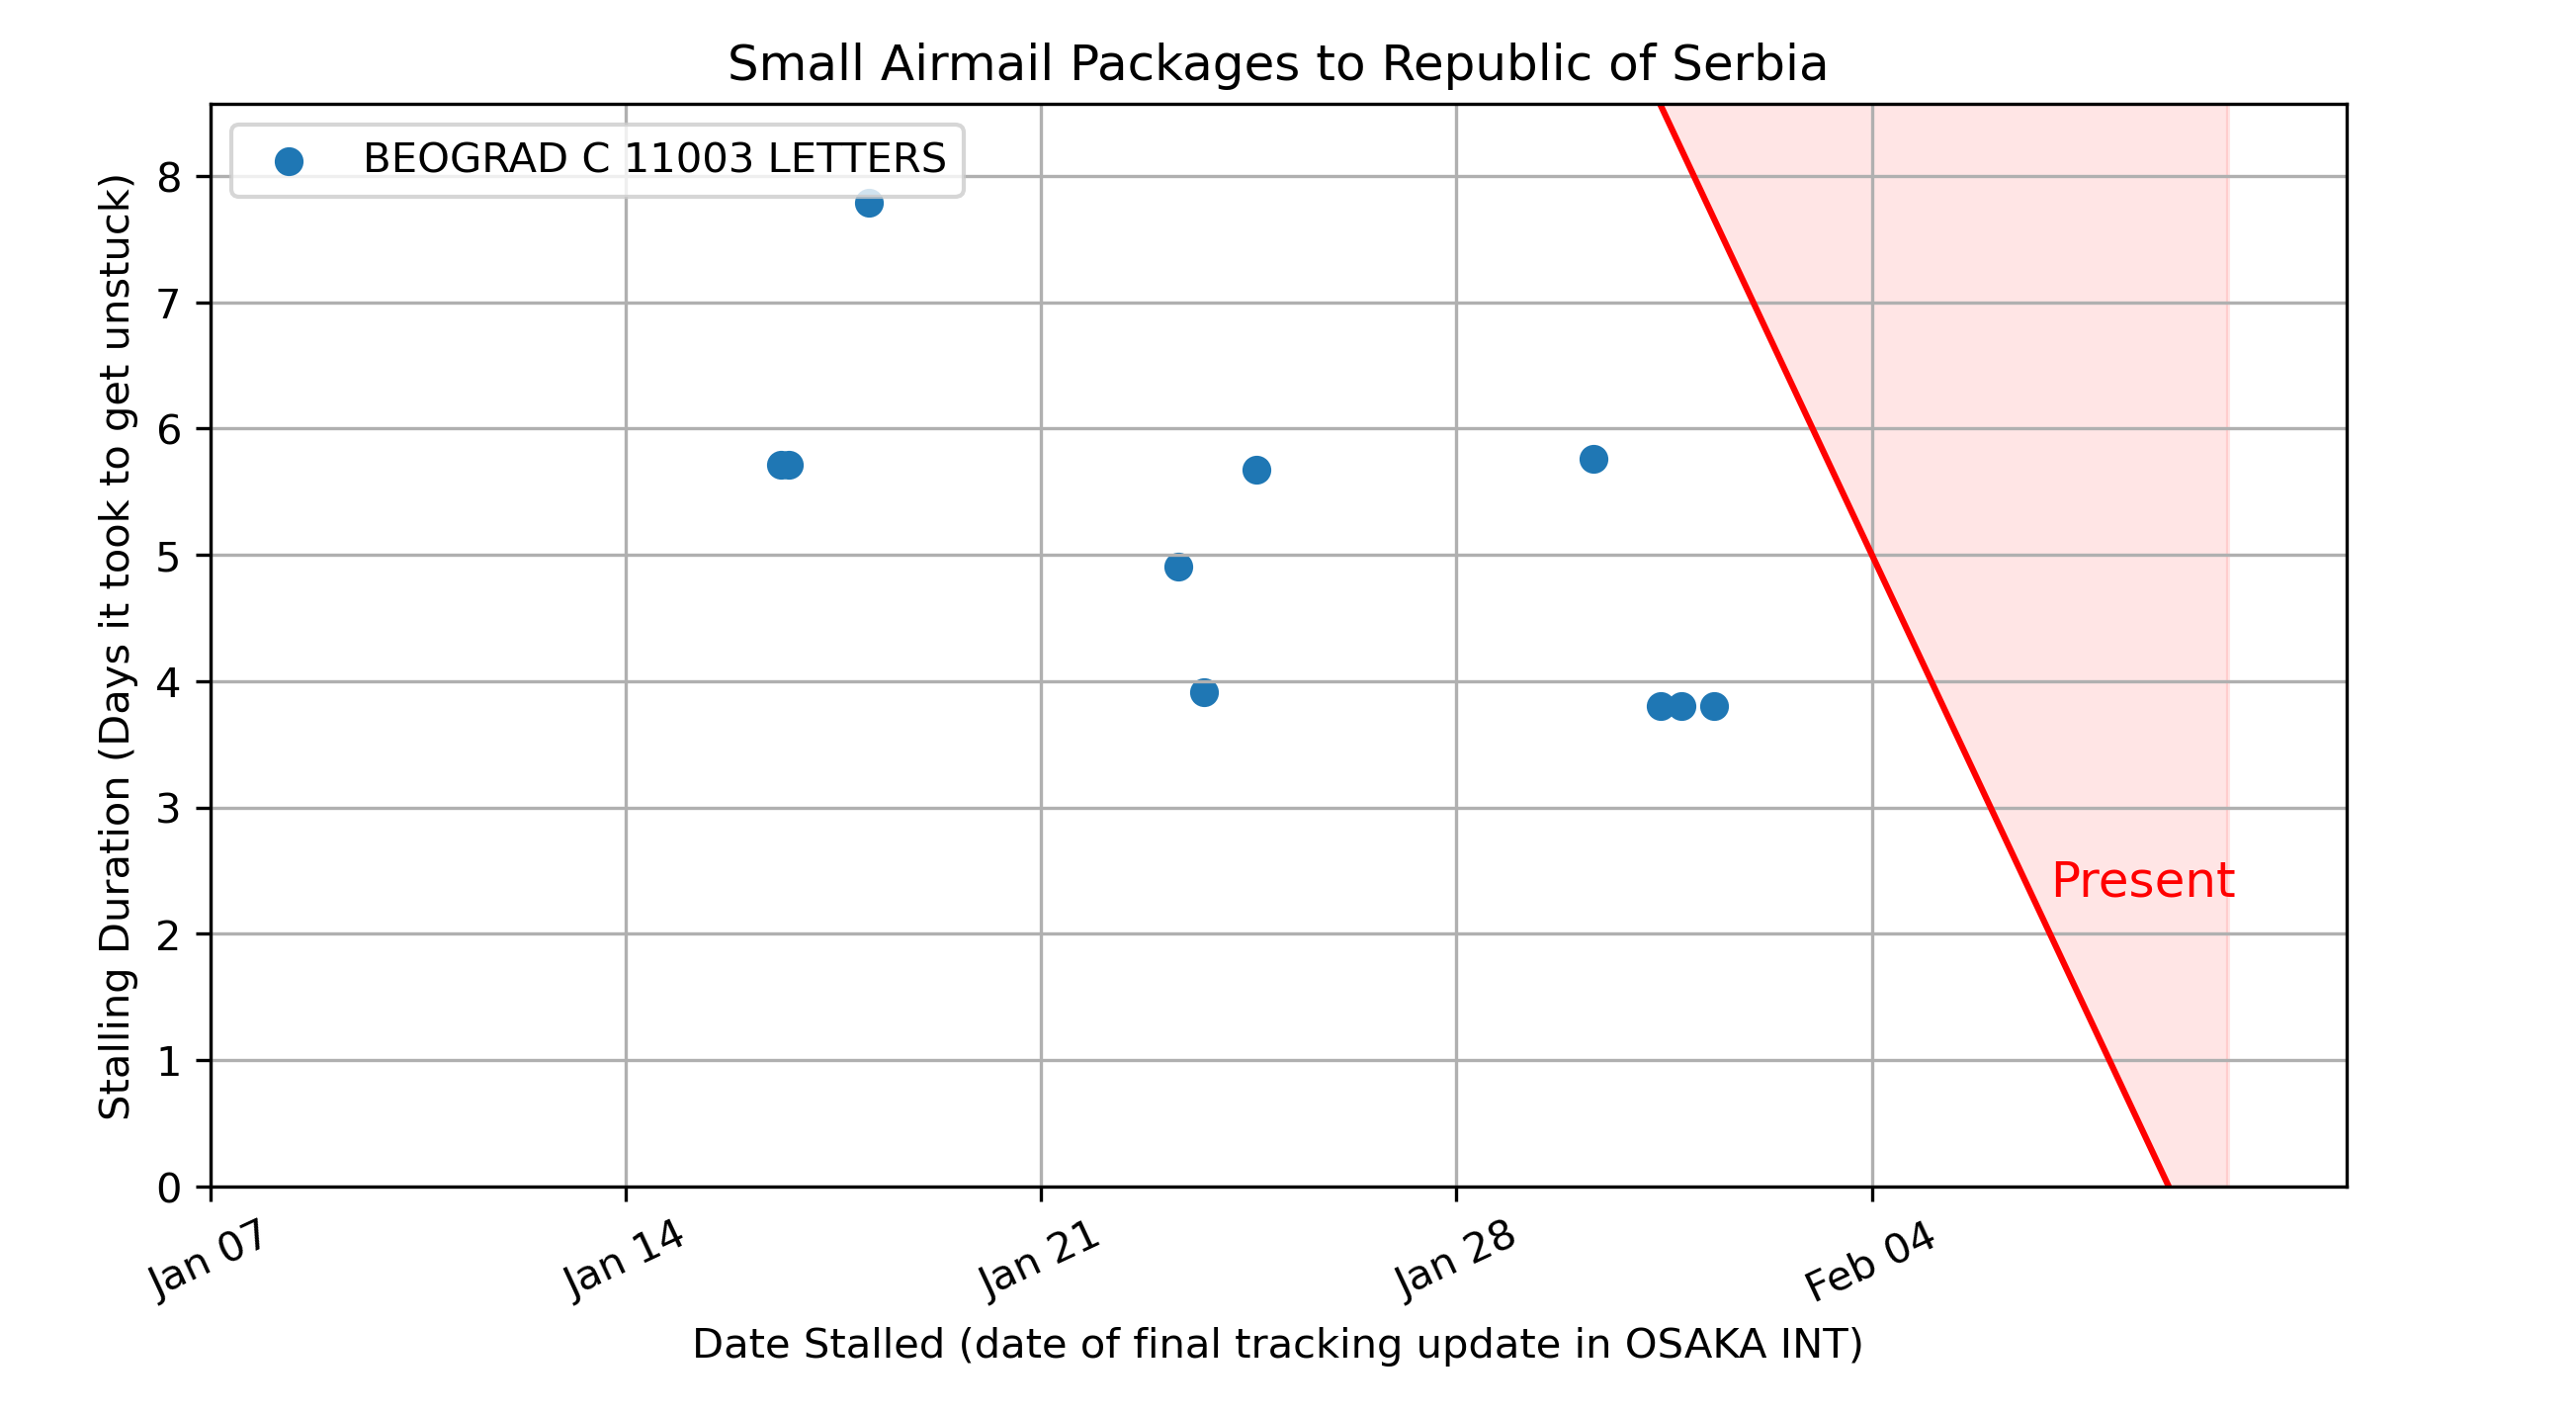 Small Airmail Packages to Republic of Serbia
BEOGRAD C 11003 LETTERS
Stalling Duration (Days it took to get unstuck)
8
7
6
5
4
3
2
1
0
Present
Jan 07
Jan 14
Jan 21
Jan 28
Feb 04
Date Stalled (date of final tracking update in OSAKA INT)